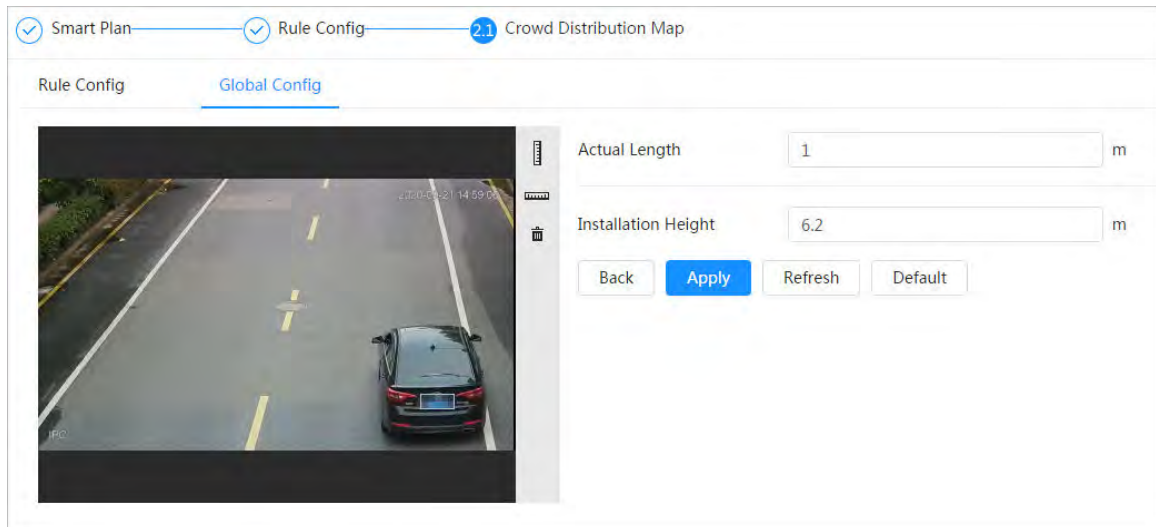 Smart Plan
Rule Config
2.1 Crowd Distribution Map
Rule Config
Global Config
Actual Length 1 m
Installation Height 6.2 m
Back Apply Refresh Default
IPC